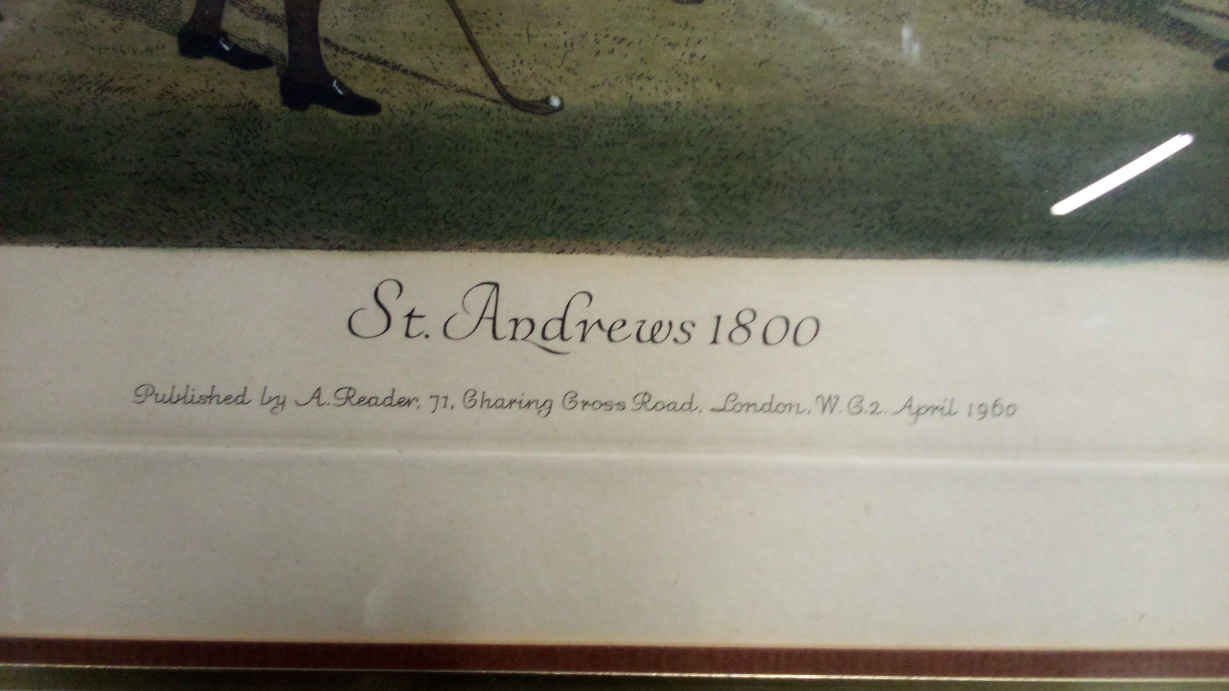 St. Andrews 1800
Published by A. Reader, 71, Charing Cross Road, London, W.C.2. April 1960